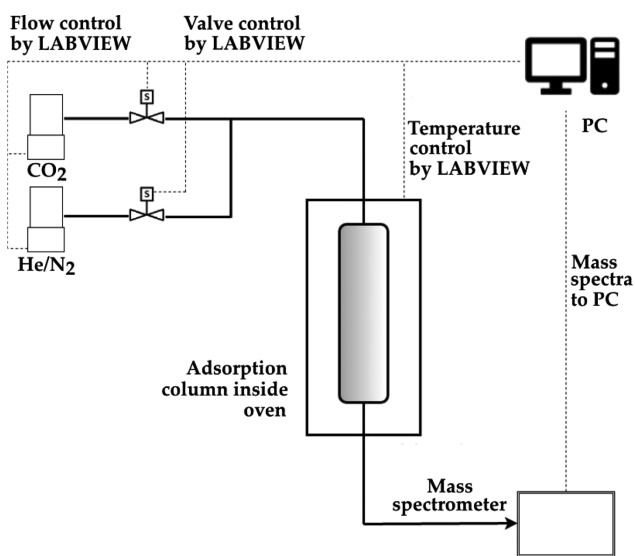 Flow control
by LABVIEW
Valve control
by LABVIEW
S
CO2
S
He/N2
PC
Temperature
control
by LABVIEW
Mass
spectra
to PC
Adsorption
column inside
oven
Mass
spectrometer